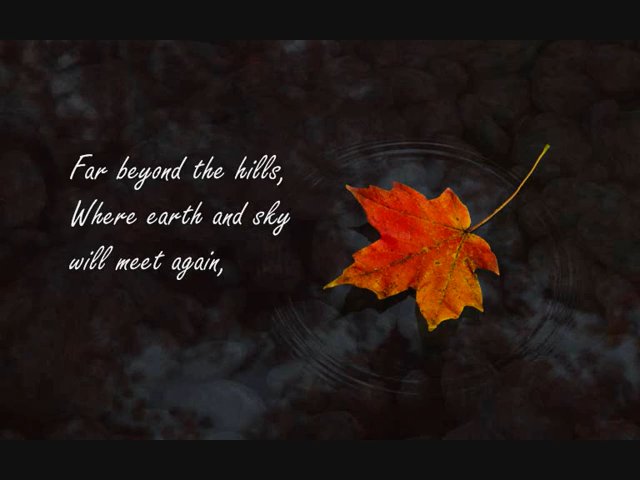 Far beyond the hills,
Where earth and sky
will meet again,